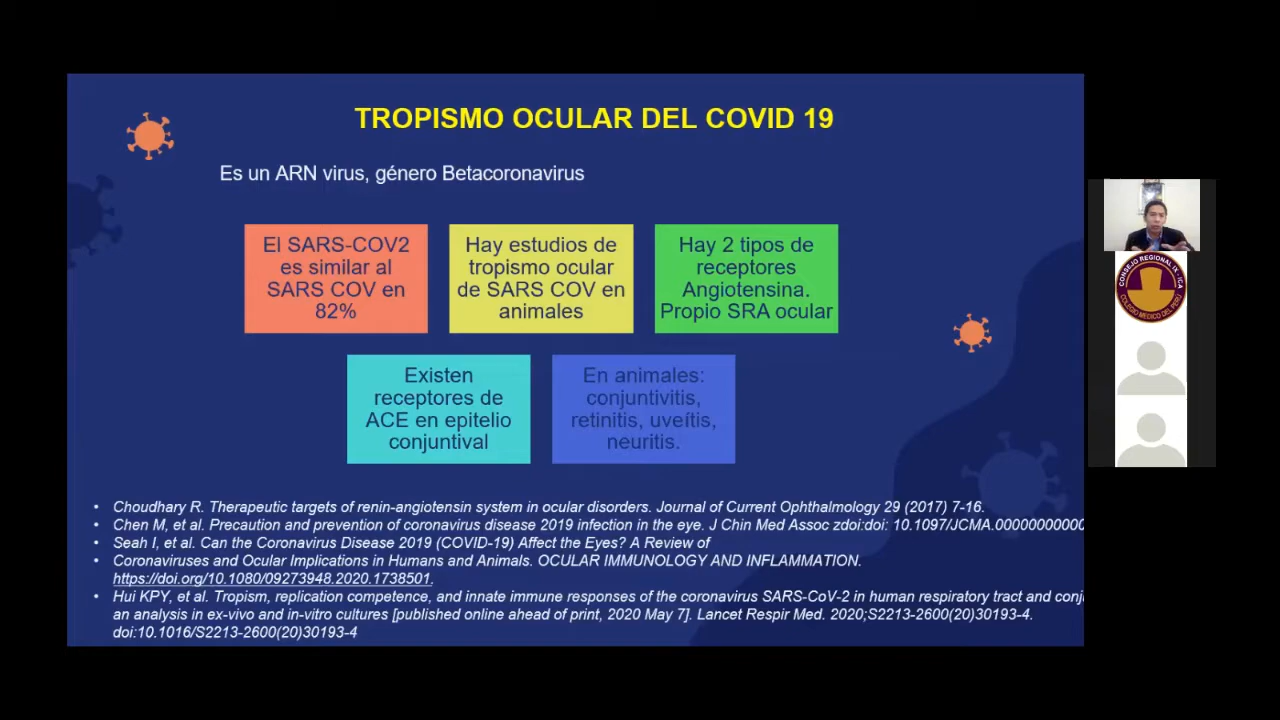 TROPISMO OCULAR DEL COVID 19
Es un ARN virus, género Betacoronavirus
El SARS-COV2
es similar al
SARS COV en
82%
Hay estudios de
tropismo ocular
de SARS COV en
animales
Hay 2 tipos de
receptores
Angiotensina.
Propio SRA ocular
Existen
receptores de
ACE en epitelio
conjuntival
En animales:
conjuntivitis,
retinitis, uveítis,
neuritis.
• Choudhary R. Therapeutic targets of renin-angiotensin system in ocular disorders. Journal of Current Ophthalmology 29 (2017) 7-16.
• Chen M, et al. Precaution and prevention of coronavirus disease 2019 infection in the eye. J Chin Med Assoc zdoi:doi: 10.1097/JCMA.00000000000
• Seah I, et al. Can the Coronavirus Disease 2019 (COVID-19) Affect the Eyes? A Review of
• Coronaviruses and Ocular Implications in Humans and Animals. OCULAR IMMUNOLOGY AND INFLAMMATION.
https://doi.org/10.1080/09273948.2020.1738501.
• Hui KPY, et al. Tropism, replication competence, and innate immune responses of the coronavirus SARS-CoV-2 in human respiratory tract and conj
an analysis in ex-vivo and in-vitro cultures [published online ahead of print, 2020 May 7]. Lancet Respir Med. 2020;S2213-2600(20)30193-4.
doi:10.1016/S2213-2600(20)30193-4
CONSEJO REGIONAL IX - ICA
COLEGIO MEDICO DEL PERU